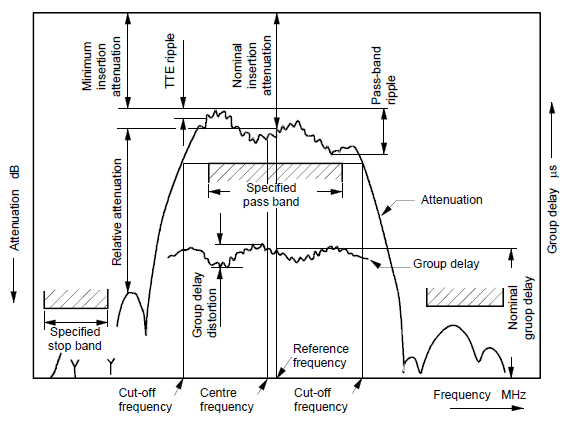 Minimum
insertion
attenuation
TTE ripple
Nominal
insertion
attenuation
Pass-band
ripple
Attenuation dB
Group delay µs
Relative attenuation
Specified
pass band
Attenuation
Group delay
Group delay
distortion
Nominal
gruop delay
Specified
stop band
Reference
frequency
Cut-off
frequency
Centre
frequency
Cut-off
frequency
Frequency MHz